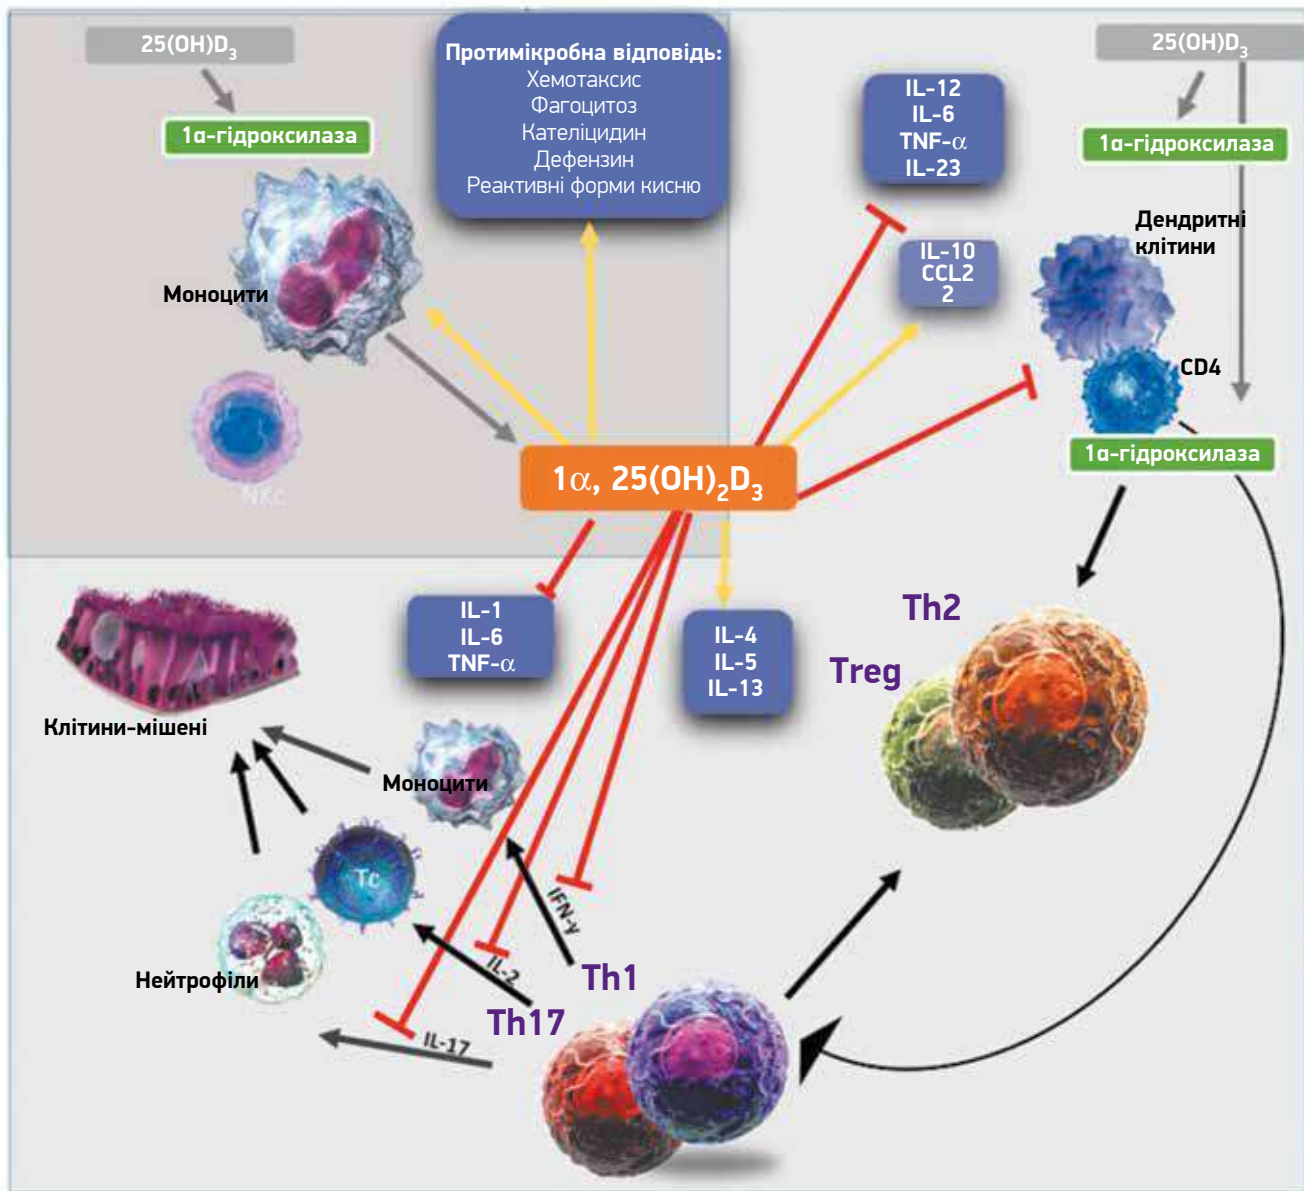 25(OH)D₃
1α-гідроксилаза
Моноцити
NKc
Протимікробна відповідь:
Хемотаксис
Фагоцитоз
Кателіцидин
Дефензин
Реактивні форми кисню
IL-12
IL-6
TNF-α
IL-23
IL-10
CCL2
2
25(OH)D₃
1α-гідроксилаза
Дендритні
клітини
CD4
1α-гідроксилаза
1α, 25(OH)₂D₃
IL-1
IL-6
TNF-α
IL-4
IL-5
IL-13
Th2
Treg
Клітини-мішені
Моноцити
Tc
Нейтрофіли
IFN-γ
IL-2
IL-17
Th1
Th17